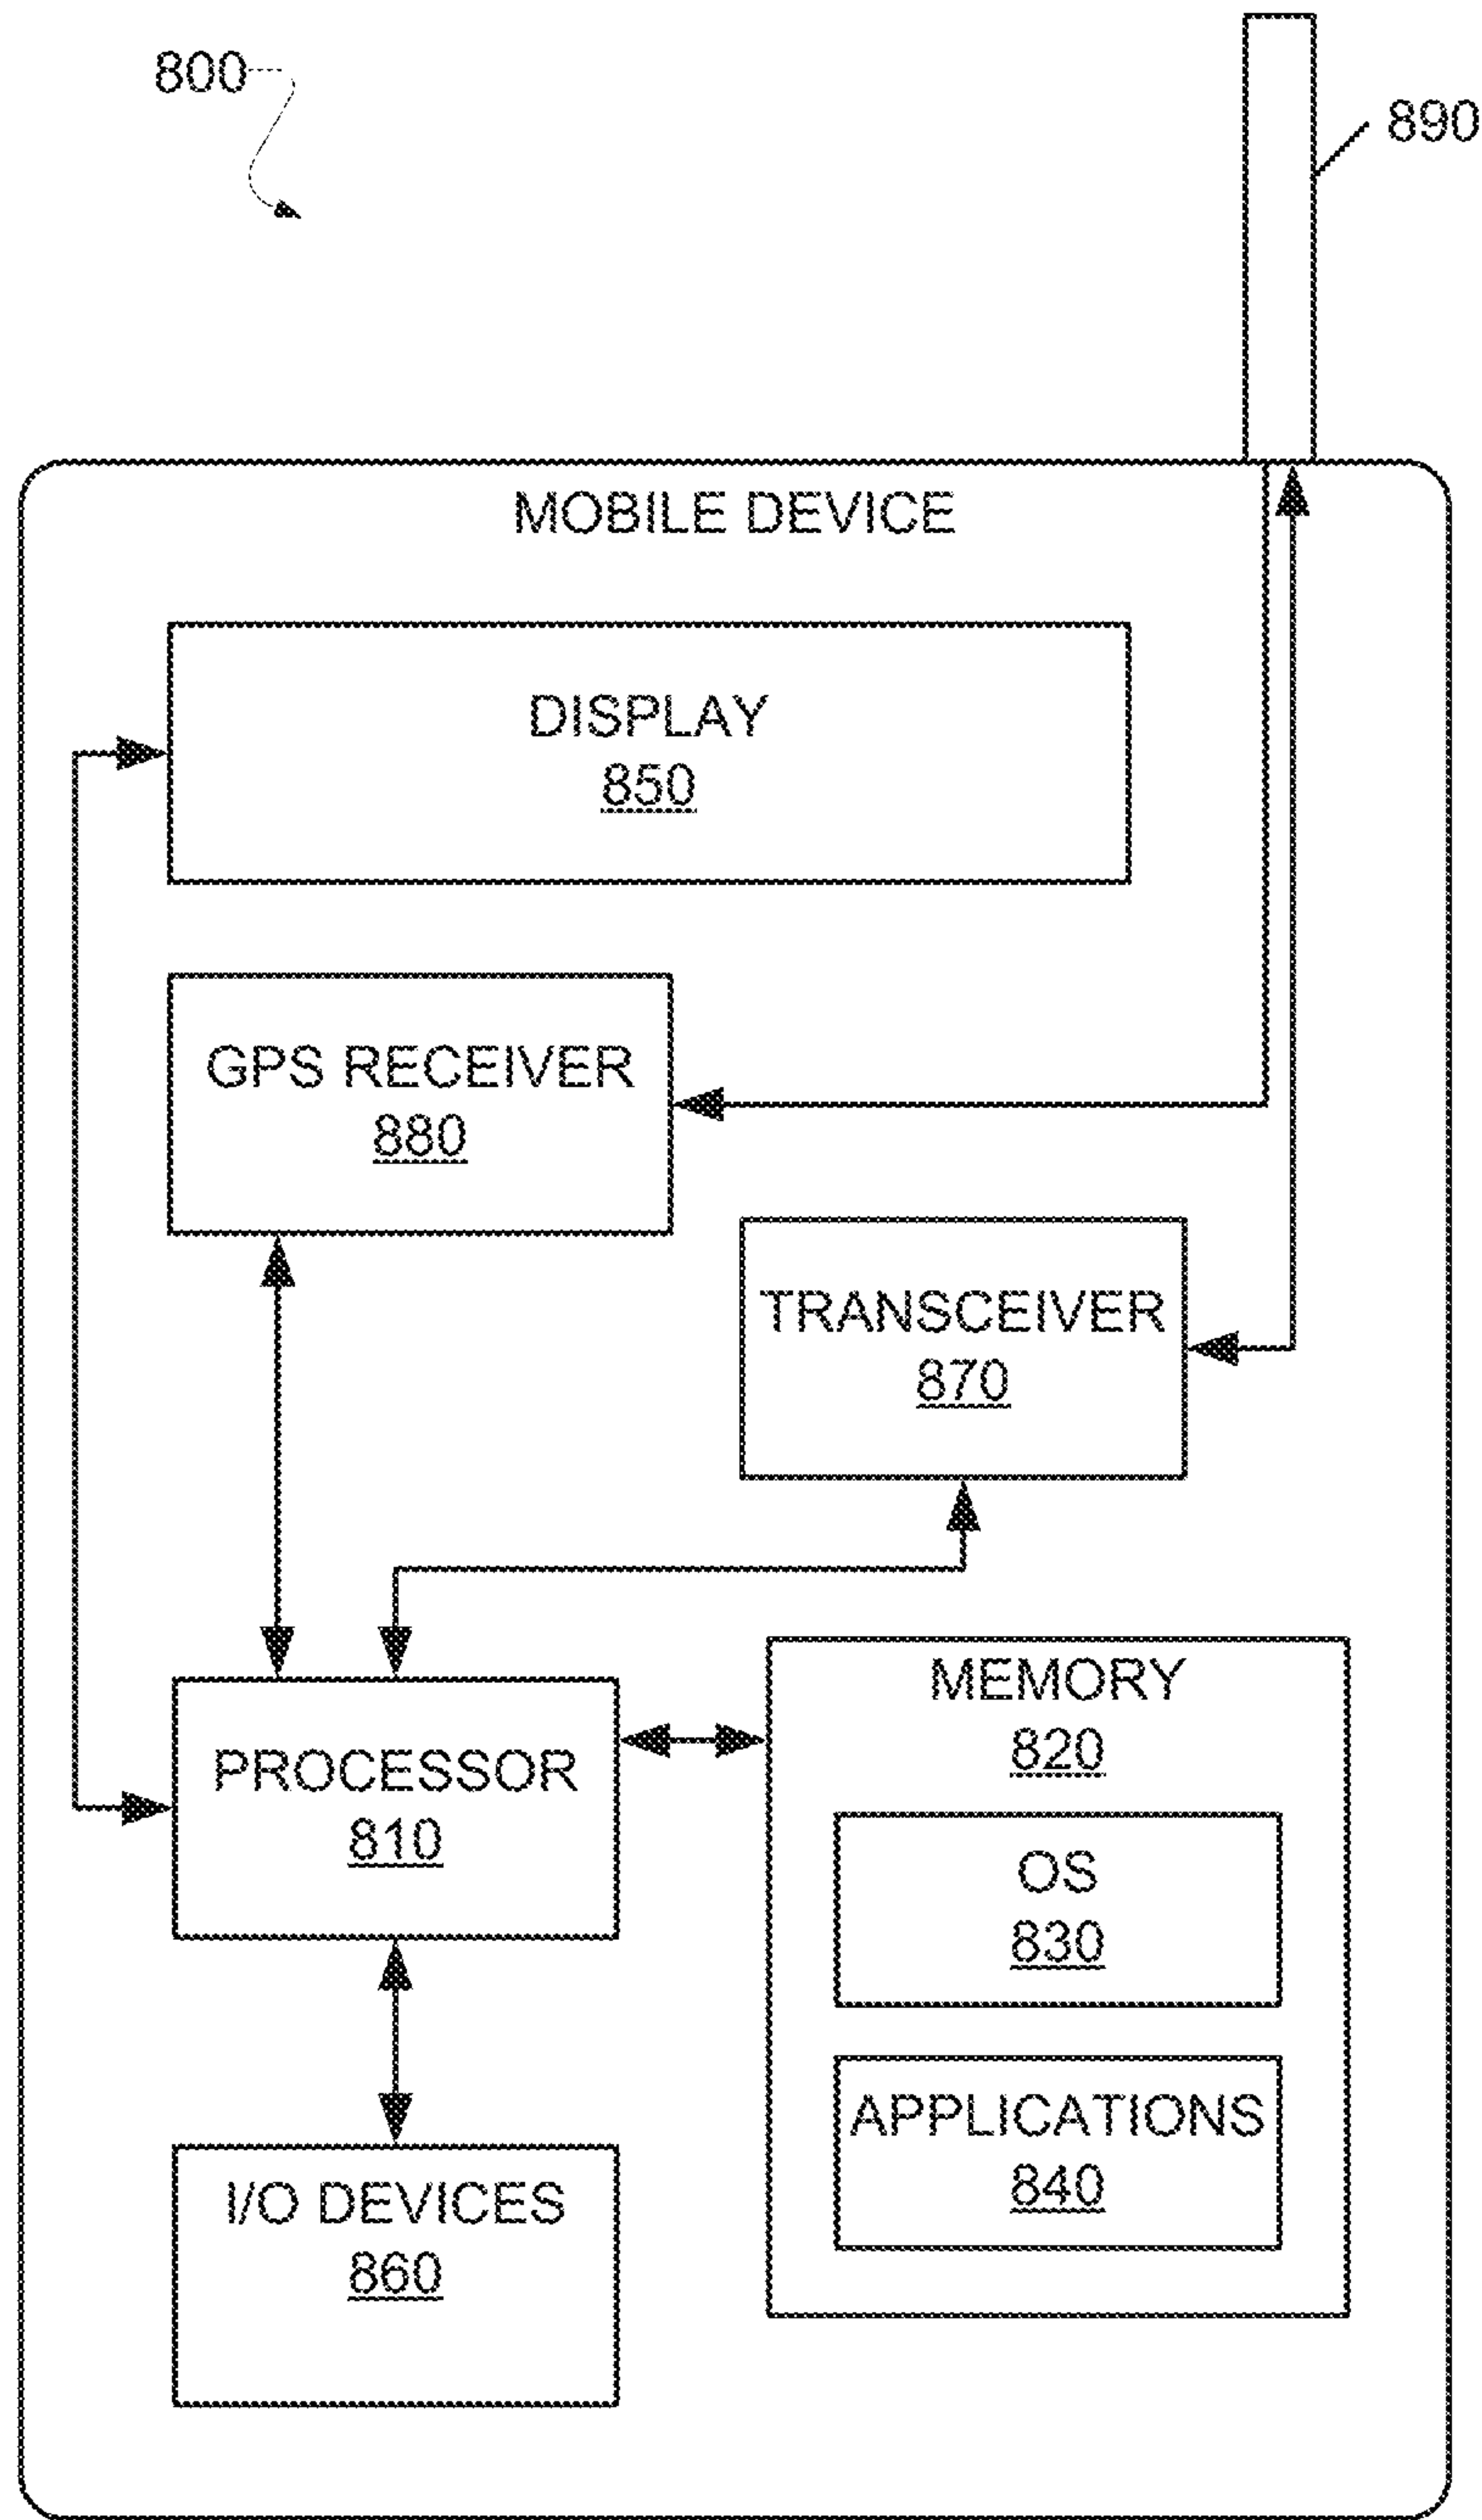 800
890
MOBILE DEVICE
DISPLAY
850
GPS RECEIVER
880
TRANSCEIVER
870
PROCESSOR
810
MEMORY
820
OS
830
APPLICATIONS
840
I/O DEVICES
860